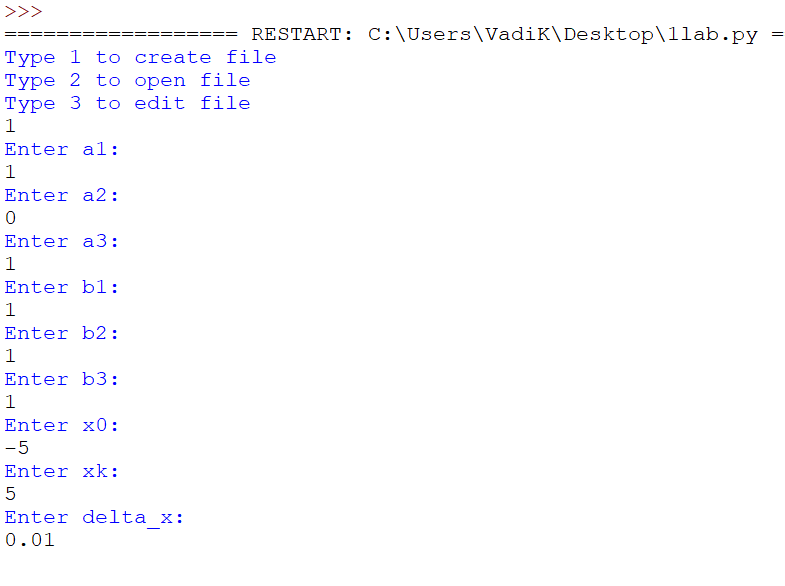 >>>
================== RESTART: C:\Users\VadiK\Desktop\1lab.py =
Type 1 to create file
Type 2 to open file
Type 3 to edit file
1
Enter a1:
1
Enter a2:
0
Enter a3:
1
Enter b1:
1
Enter b2:
1
Enter b3:
1
Enter x0:
-5
Enter xk:
5
Enter delta_x:
0.01